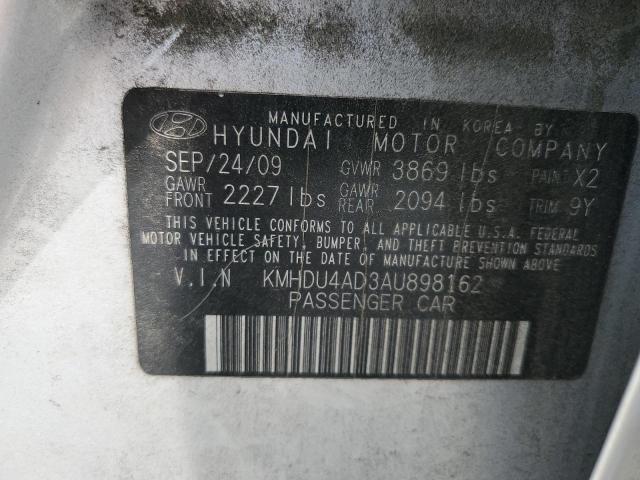 MANUFACTURED IN KOREA BY
HYUNDAI MOTOR COMPANY
SEP/24/09 GVWR 3869 lbs PAINT X2
GAWR FRONT 2227 lbs GAWR REAR 2094 lbs TRIM 9Y
THIS VEHICLE CONFORMS TO ALL APPLICABLE U.S.A. FEDERAL
MOTOR VEHICLE SAFETY, BUMPER, AND THEFT PREVENTION STANDARDS
IN EFFECT ON THE DATE OF MANUFACTURE SHOWN ABOVE
V.I.N KMHDU4AD3AU898162
PASSENGER CAR